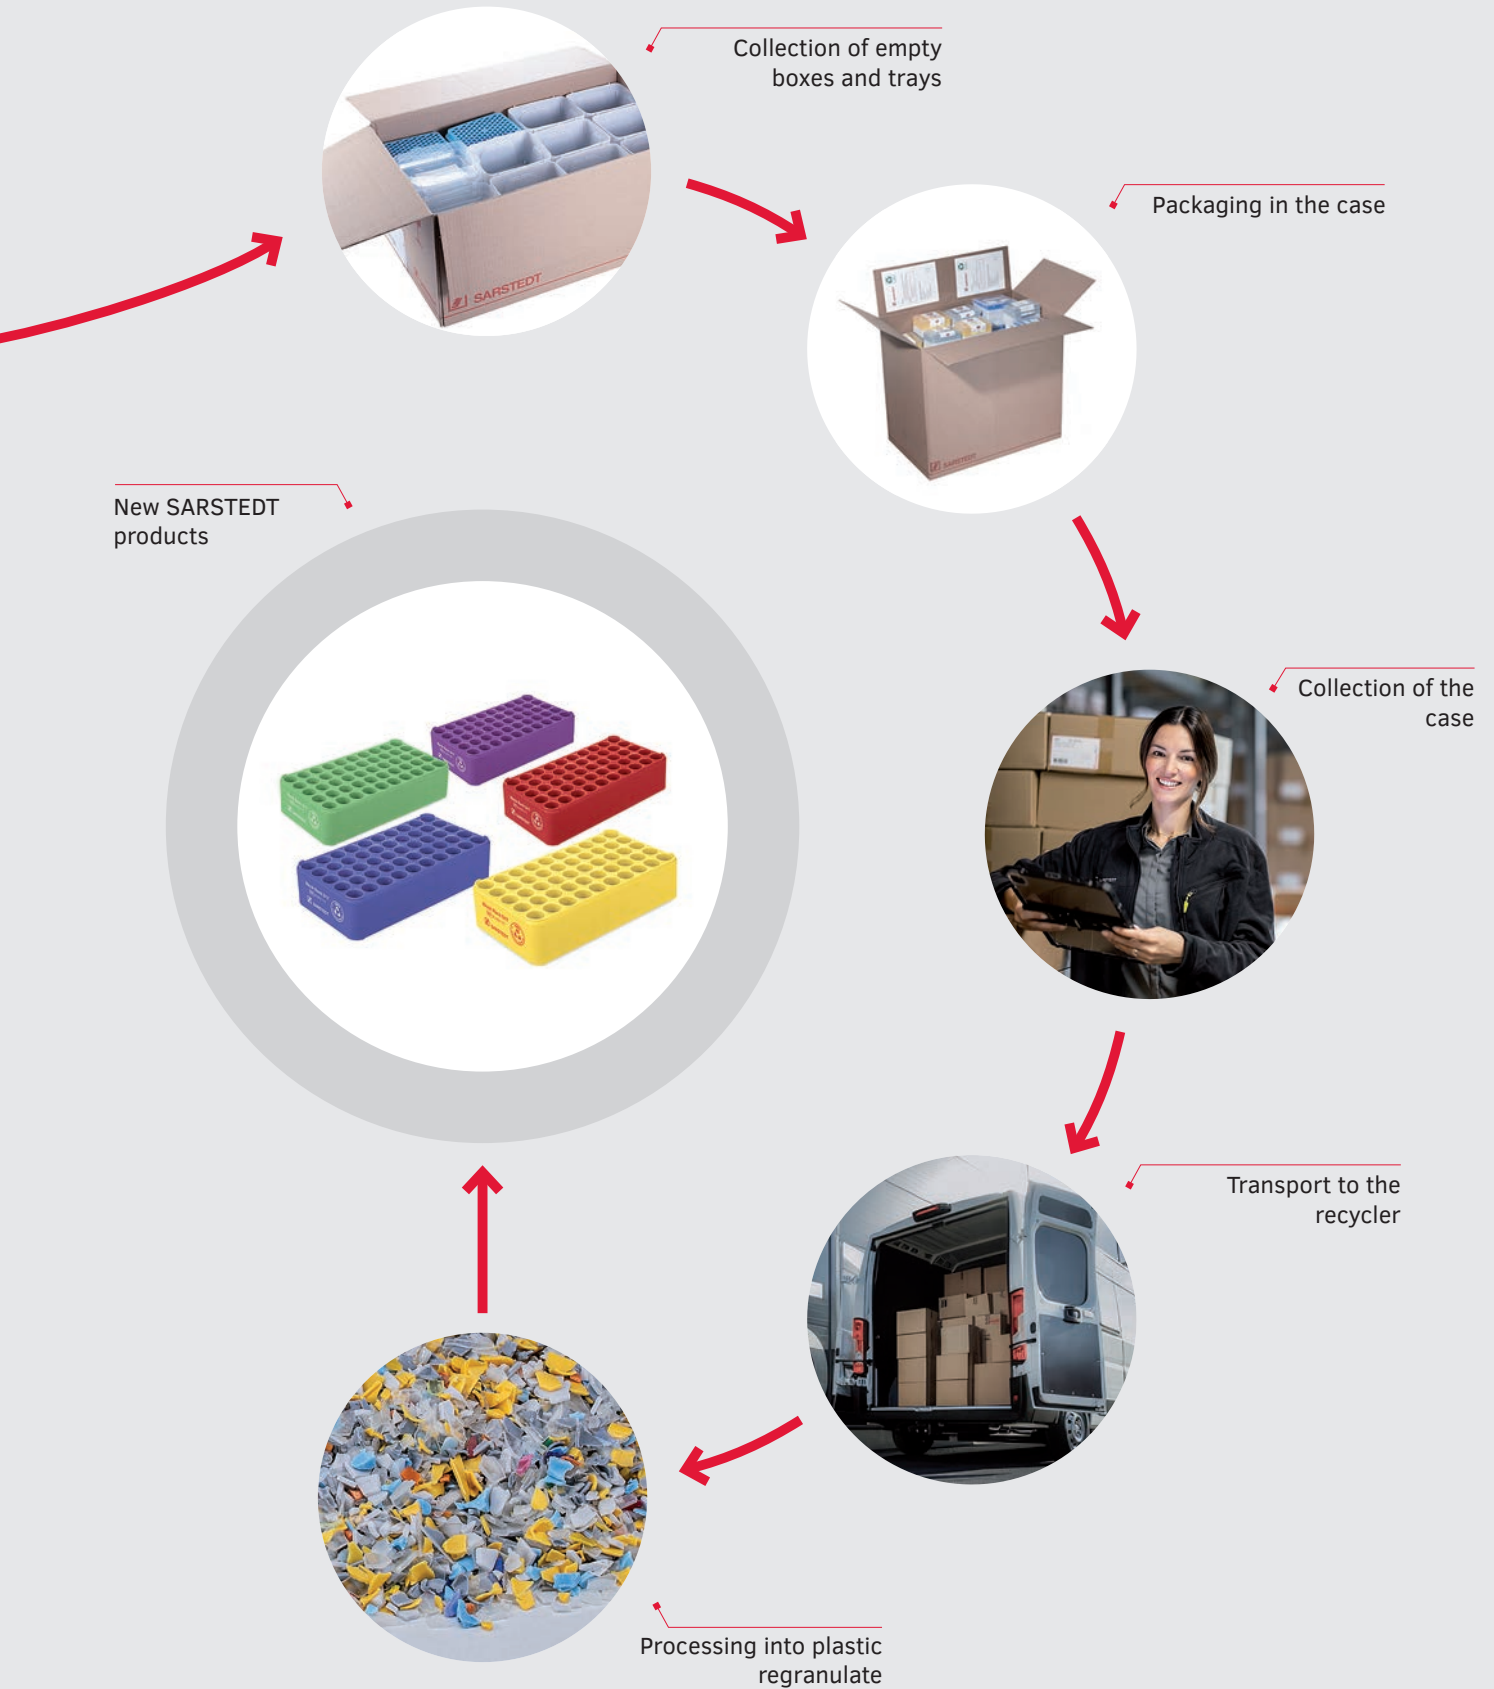 Collection of empty
boxes and trays
SARSTEDT
Packaging in the case
SARSTEDT
New SARSTEDT
products
Collection of the
case
Transport to the
recycler
Processing into plastic
regranulate